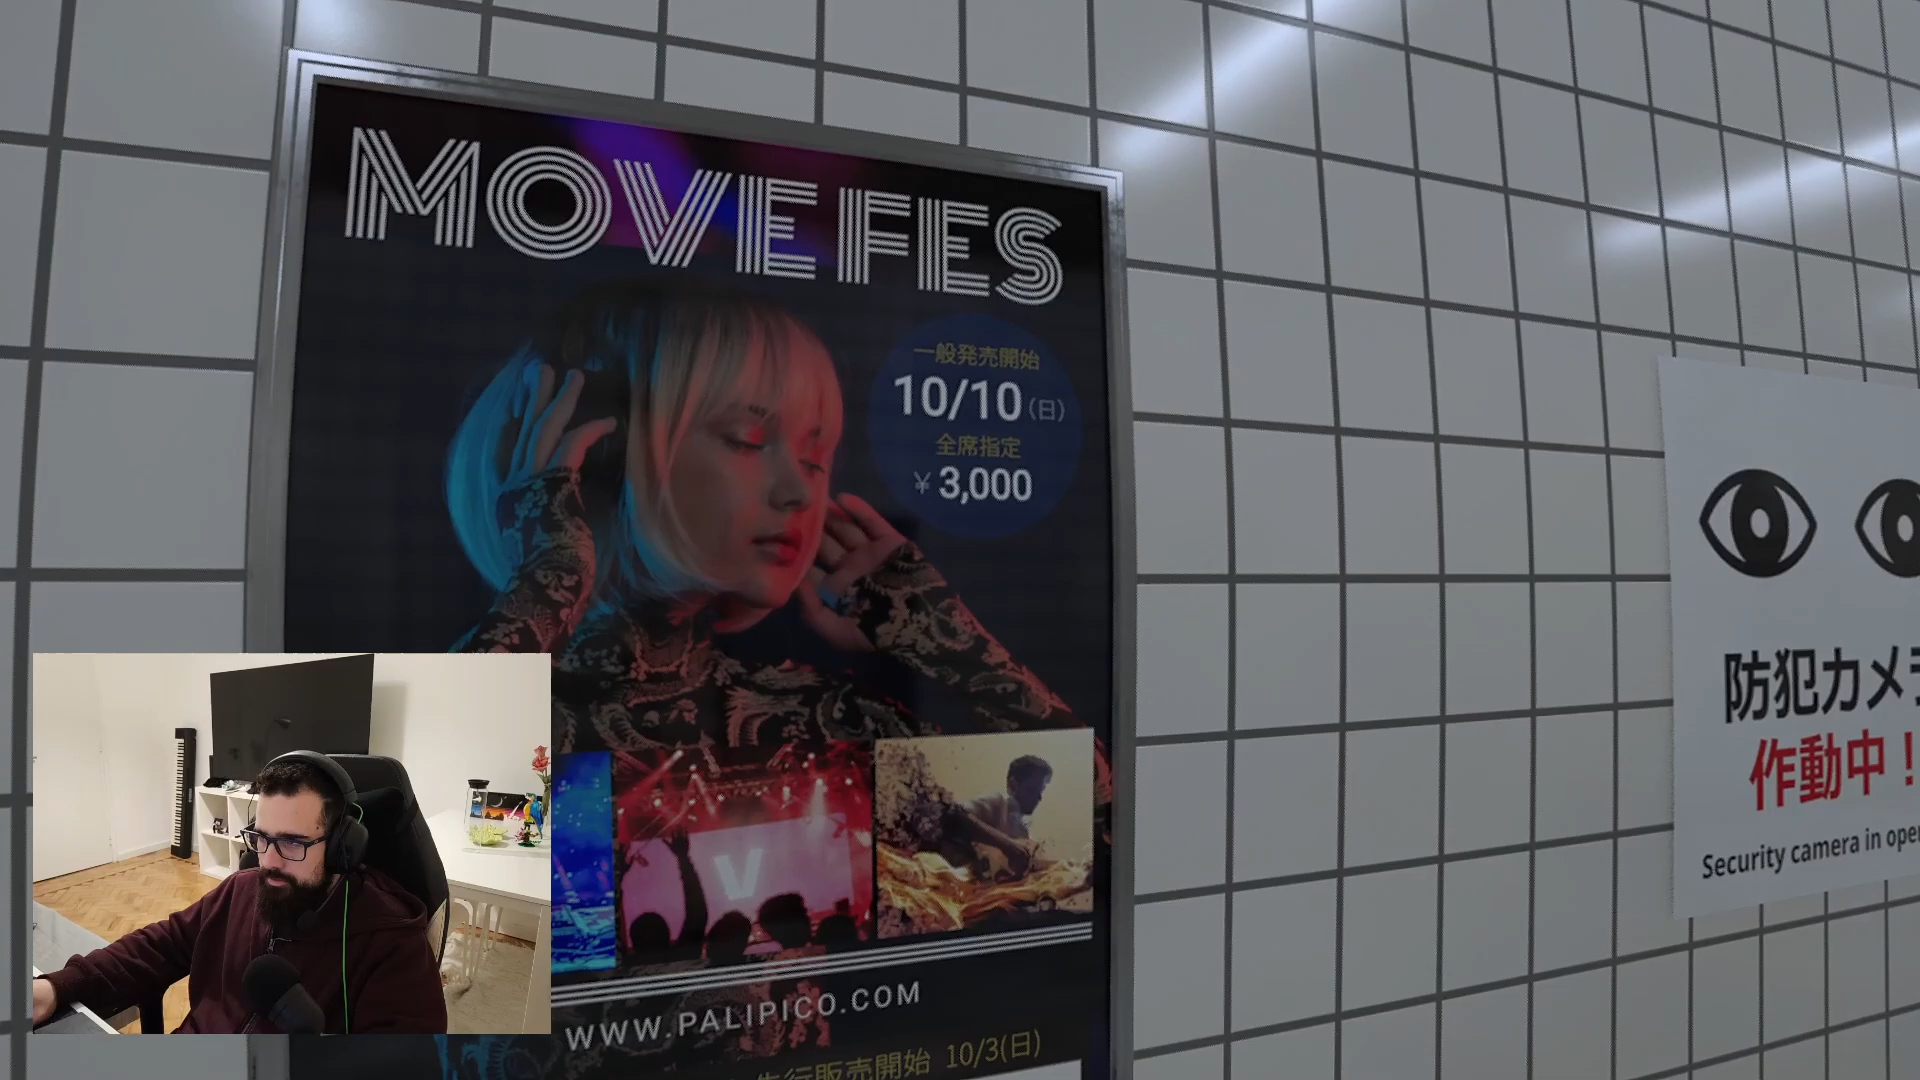 MOVE FES
一般発売開始
10/10(日)
全席指定
¥3,000
V
WWW.PALIPICO.COM
先行販売開始 10/3(日)
防犯カメラ
作動中!
Security camera in oper